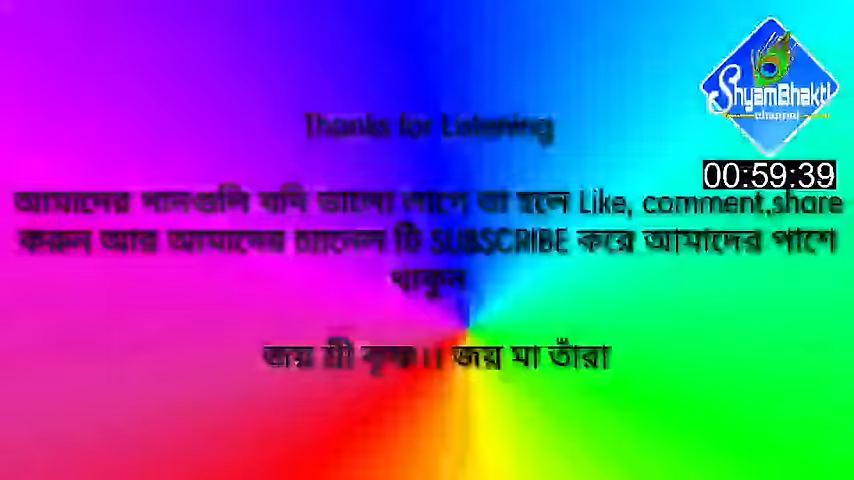 ShyamBhakti
channel
00:59:39
Thanks for Listening
আমাদের গানগুলি যদি ভালো লাগে তা হলে Like, comment,share
করুন আর আমাদের চ্যানেল টি SUBSCRIBE করে আমাদের পাশে
থাকুন
জয় শ্রী কৃষ্ণ।। জয় মা তাঁরা